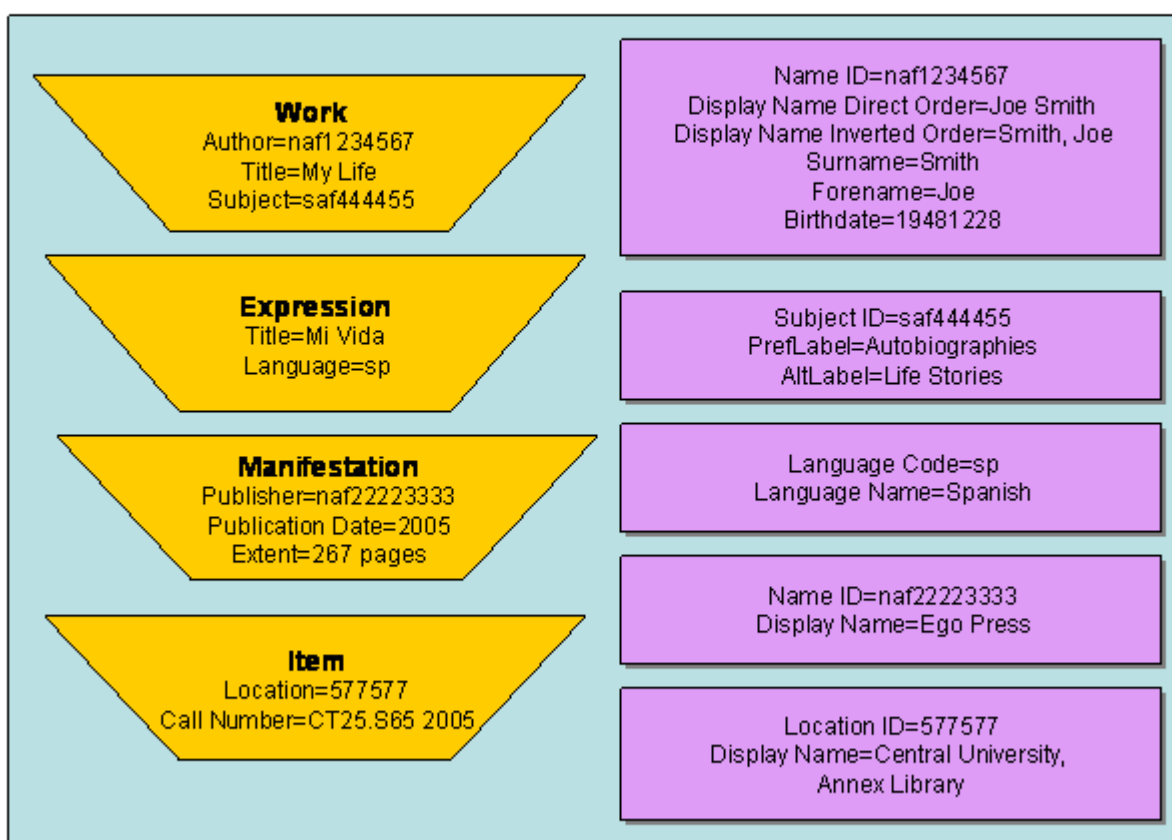 Work
Author=naf1234567
Title=My Life
Subject=saf444455
Expression
Title=Mi Vida
Language=sp
Manifestation
Publisher=naf22223333
Publication Date=2005
Extent=267 pages
Item
Location=577577
Call Number=CT25.S65 2005
Name ID=naf1234567
Display Name Direct Order=Joe Smith
Display Name Inverted Order=Smith, Joe
Surname=Smith
Forename=Joe
Birthdate=19481228
Subject ID=saf444455
PrefLabel=Autobiographies
AltLabel=Life Stories
Language Code=sp
Language Name=Spanish
Name ID=naf22223333
Display Name=Ego Press
Location ID=577577
Display Name=Central University,
Annex Library